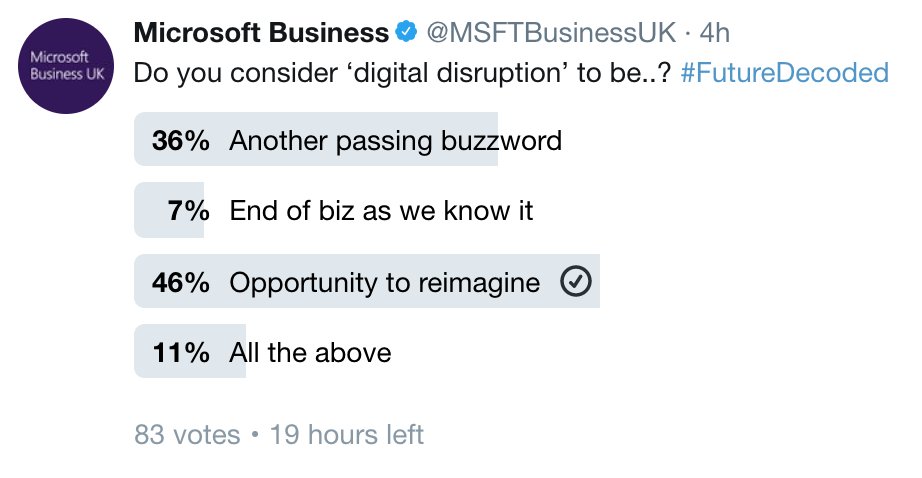 Microsoft Business @MSFTBusinessUK · 4h
Microsoft
Business UK
Do you consider ‘digital disruption’ to be..? #FutureDecoded
36% Another passing buzzword
7% End of biz as we know it
46% Opportunity to reimagine
11% All the above
83 votes • 19 hours left